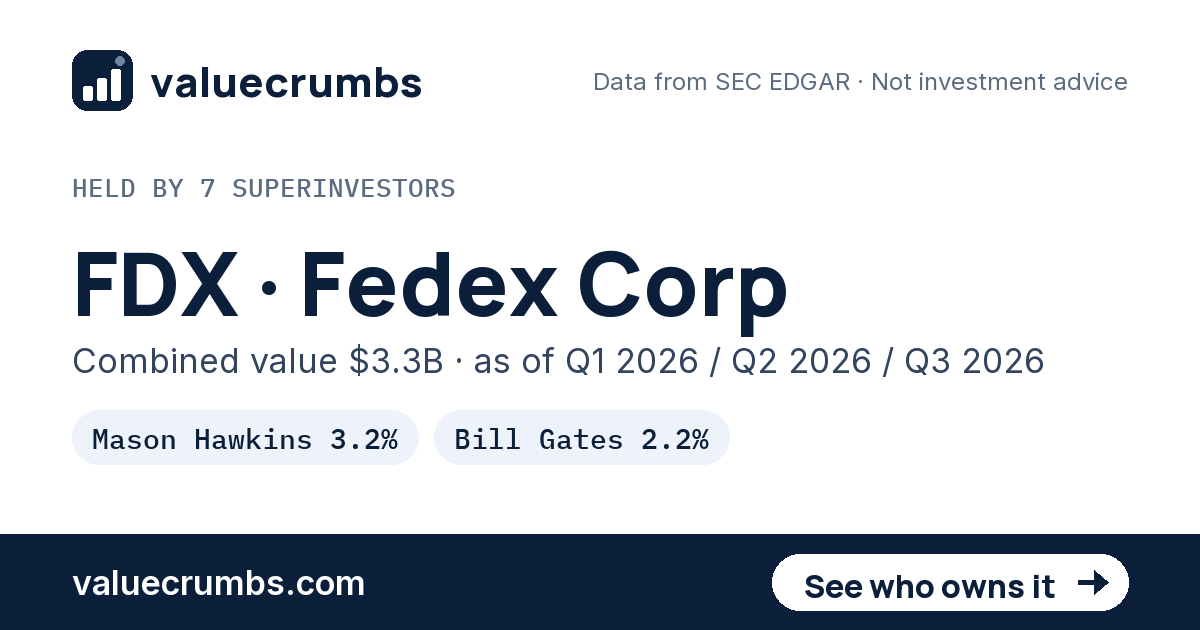 valuecrumbs
Data from SEC EDGAR · Not investment advice
HELD BY 7 SUPERINVESTORS
FDX · Fedex Corp
Combined value $3.3B · as of Q1 2026 / Q2 2026 / Q3 2026
Mason Hawkins 3.2%
Bill Gates 2.2%
valuecrumbs.com
See who owns it →